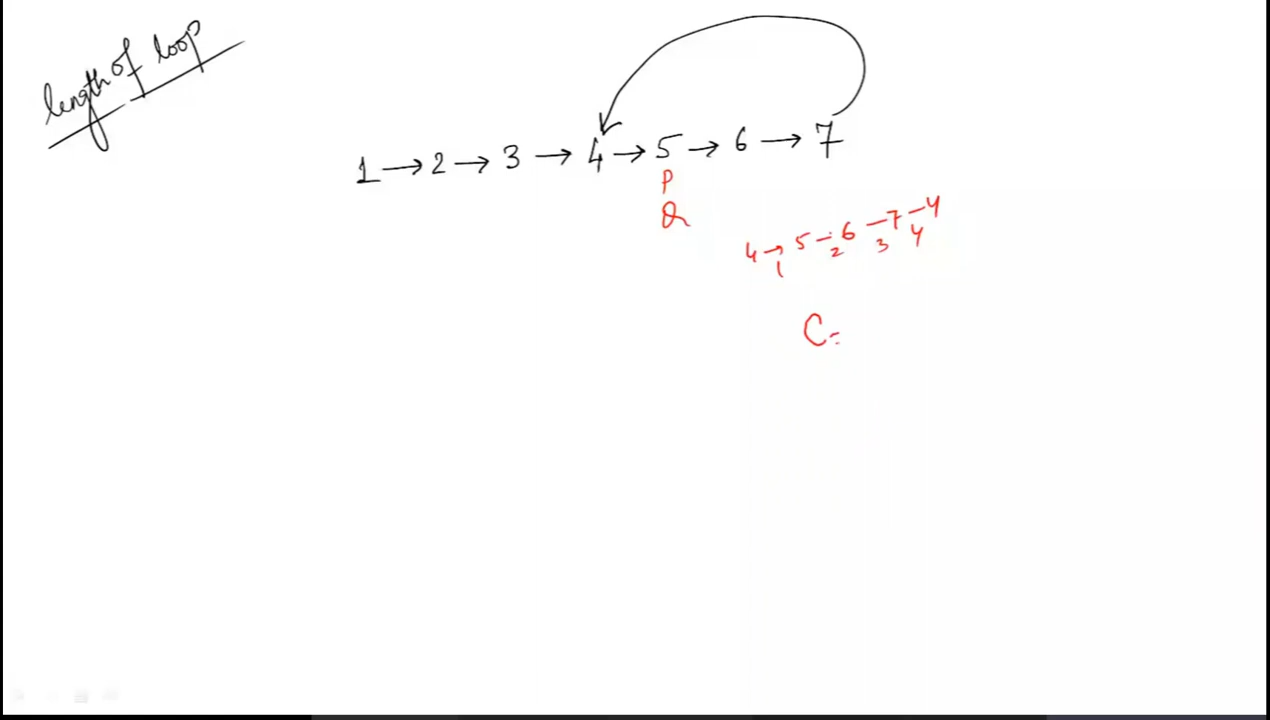 length of loop
1 → 2 → 3 → 4 → 5 → 6 → 7
P
Q
4 → 5 - 6 - 7 - 4
1 2 3 4
C=